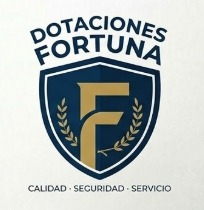 DOTACIONES
FORTUNA
F
CALIDAD · SEGURIDAD · SERVICIO